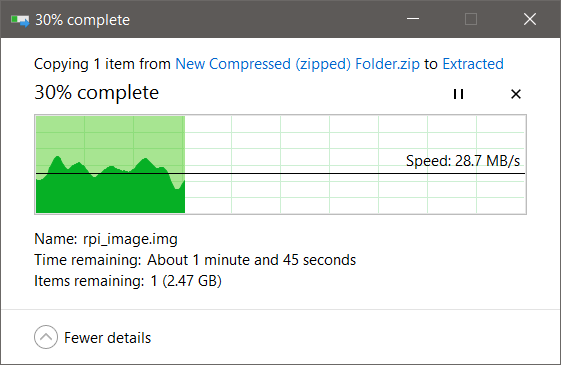 30% complete
Copying 1 item from New Compressed (zipped) Folder.zip to Extracted
30% complete
Speed: 28.7 MB/s
Name: rpi_image.img
Time remaining: About 1 minute and 45 seconds
Items remaining: 1 (2.47 GB)
Fewer details